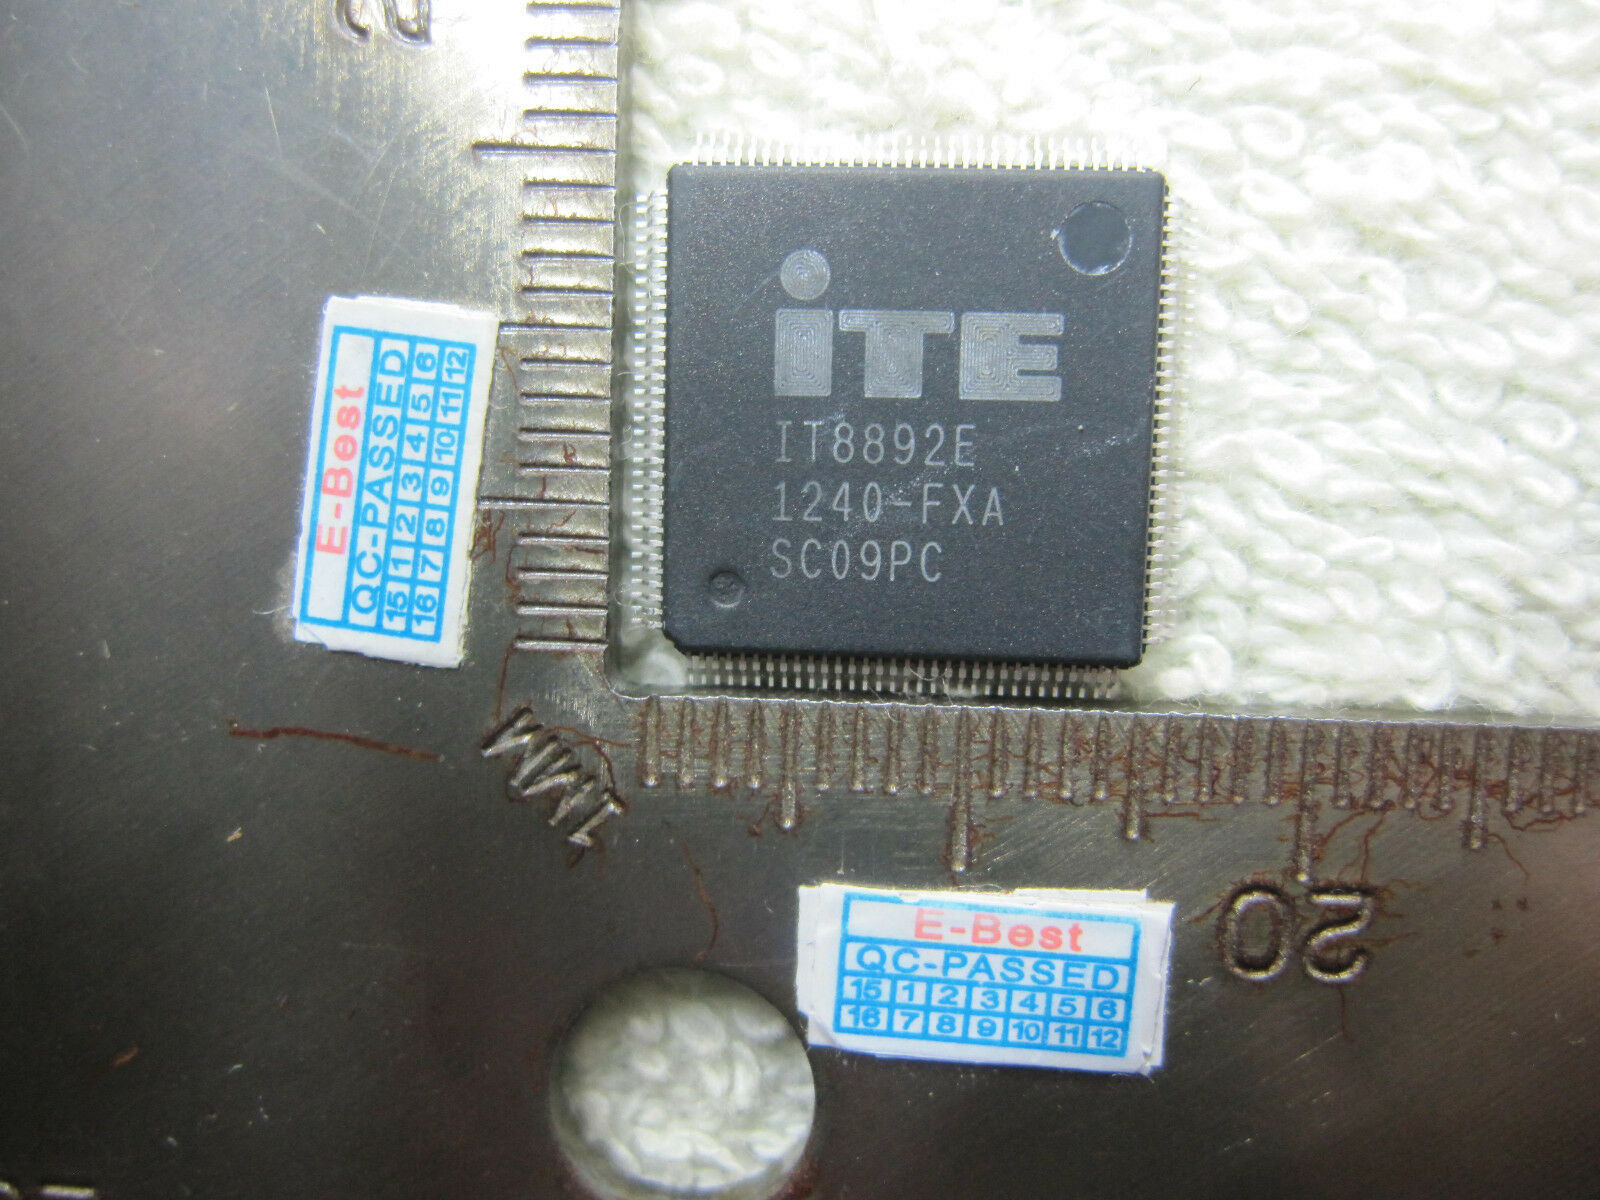 iTE
IT8892E
1240-FXA
SC09PC
E-Best
QC-PASSED
15 1 2 3 4 5 6
16 7 8 9 10 11 12
1MM
E-Best
QC-PASSED
15 1 2 3 4 5 6
16 7 8 9 10 11 12
20